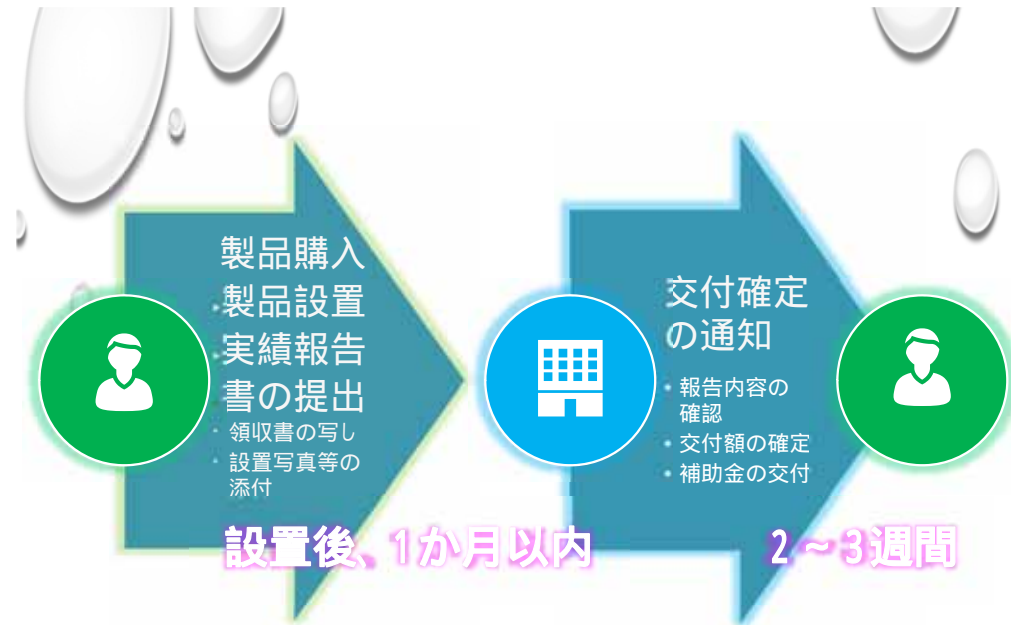 製品購入
製品設置
実績報告
書の提出
・領収書の写し
・設置写真等の
添付
設置後、1か月以内
交付確定
の通知
・報告内容の
確認
・交付額の確定
・補助金の交付
2～3週間